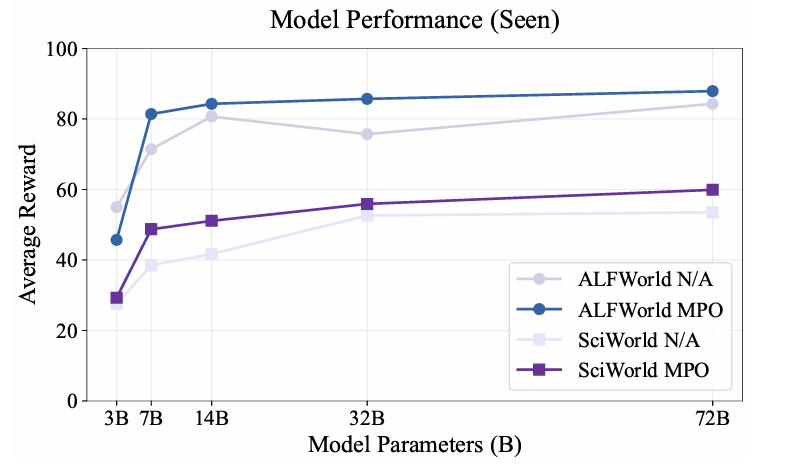 Model Performance (Seen)
Average Reward
100
80
60
40
20
0
3B 7B 14B 32B 72B
Model Parameters (B)
ALFWorld N/A
ALFWorld MPO
SciWorld N/A
SciWorld MPO